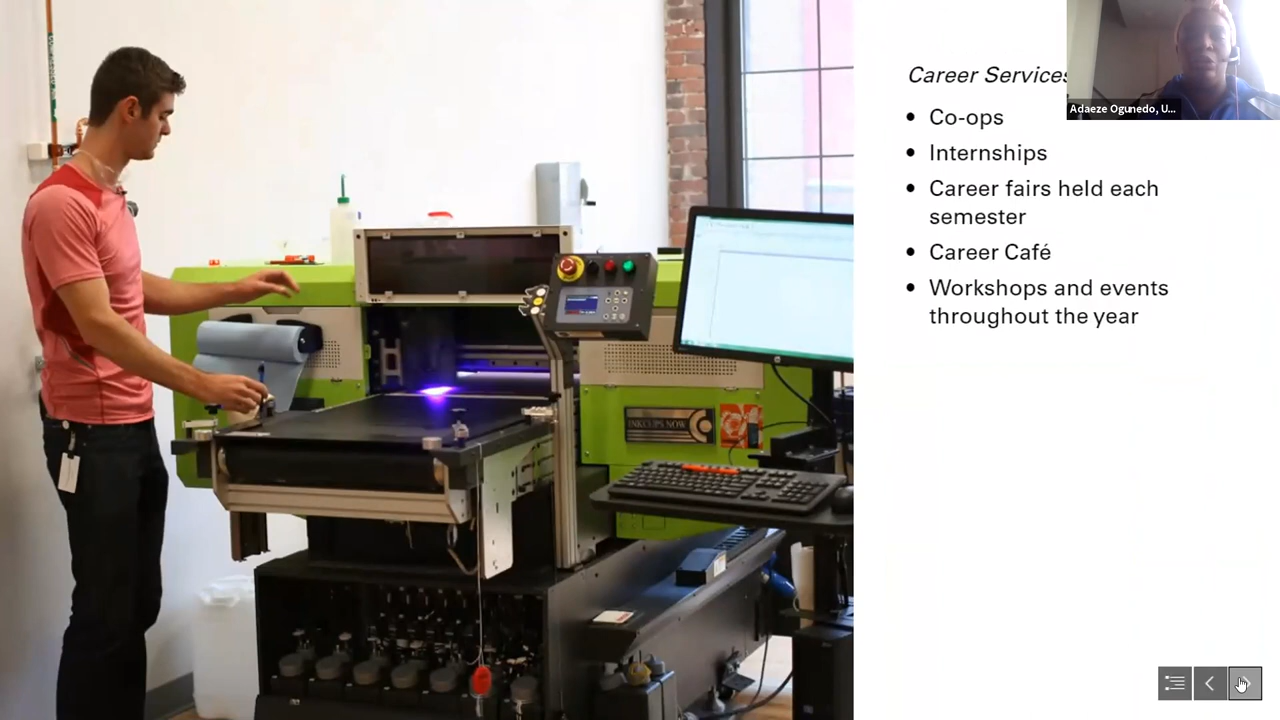 Career Services
Adaeze Ogunedo, U...
Co-ops
Internships
Career fairs held each
semester
Career Café
Workshops and events
throughout the year
INKCUPS NOW